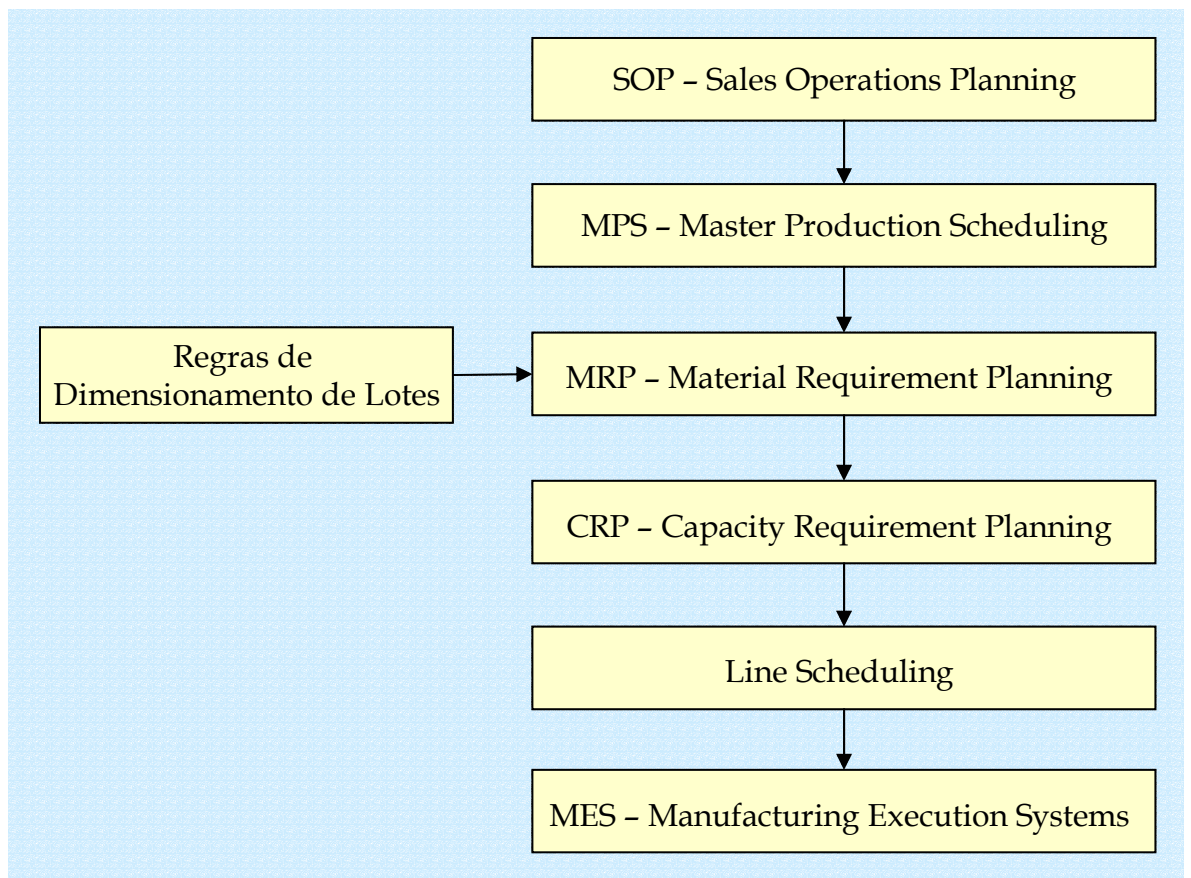 SOP – Sales Operations Planning
MPS – Master Production Scheduling
Regras de
Dimensionamento de Lotes
MRP – Material Requirement Planning
CRP – Capacity Requirement Planning
Line Scheduling
MES – Manufacturing Execution Systems